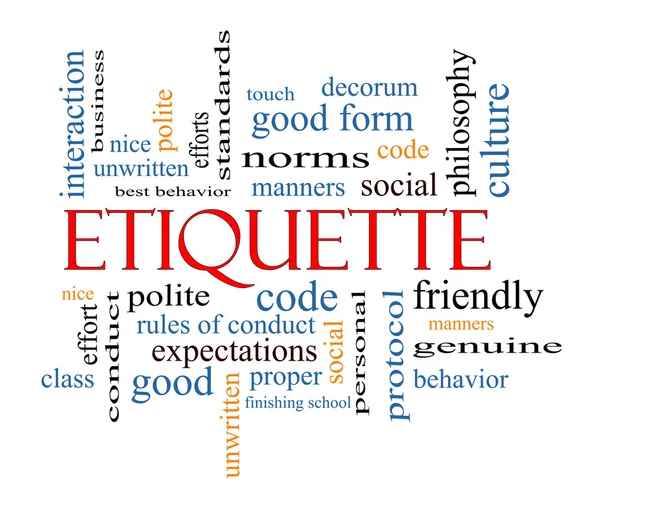 interaction
business
nice
polite
efforts
standards
unwritten
best behavior
touch
decorum
good form
norms
code
manners
social
philosophy
culture
ETIQUETTE
nice
effort
conduct
polite
code
friendly
rules of conduct
social
personal
protocol
manners
expectations
genuine
class
good
proper
behavior
unwritten
finishing school